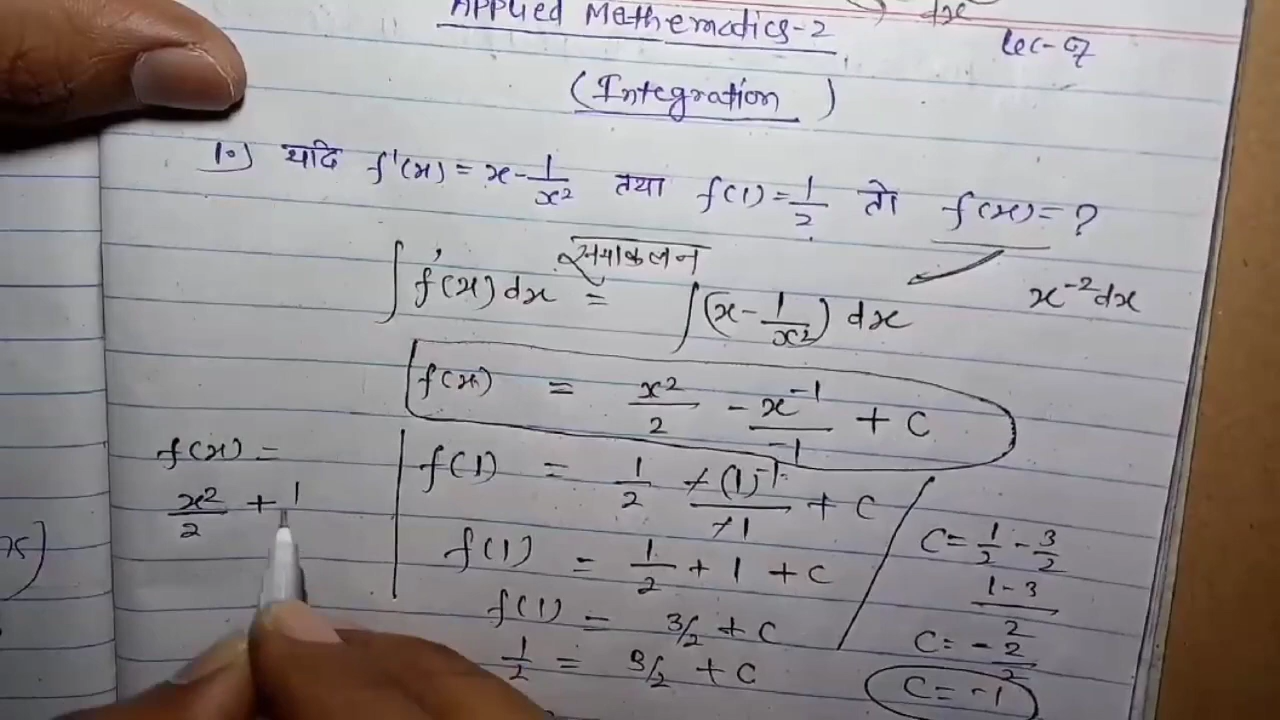 Applied Mathematics-2
dx
Lec-07
(Integration)
10) यदि f'(x) = x - 1/x² तथा f(1) = 1/2 तो f(x) = ?
समाकलन
∫ f'(x) dx = ∫ (x - 1/x²) dx
x⁻² dx
f(x) = x²/2 - x⁻¹/-1 + C
f(x) =
x²/2 + 1
f(1) = 1/2 - (1)⁻¹/-1 + C
f(1) = 1/2 + 1 + C
f(1) = 3/2 + C
1/2 = 3/2 + C
C = 1/2 - 3/2
1-3/2
C = -2/2
C = -1